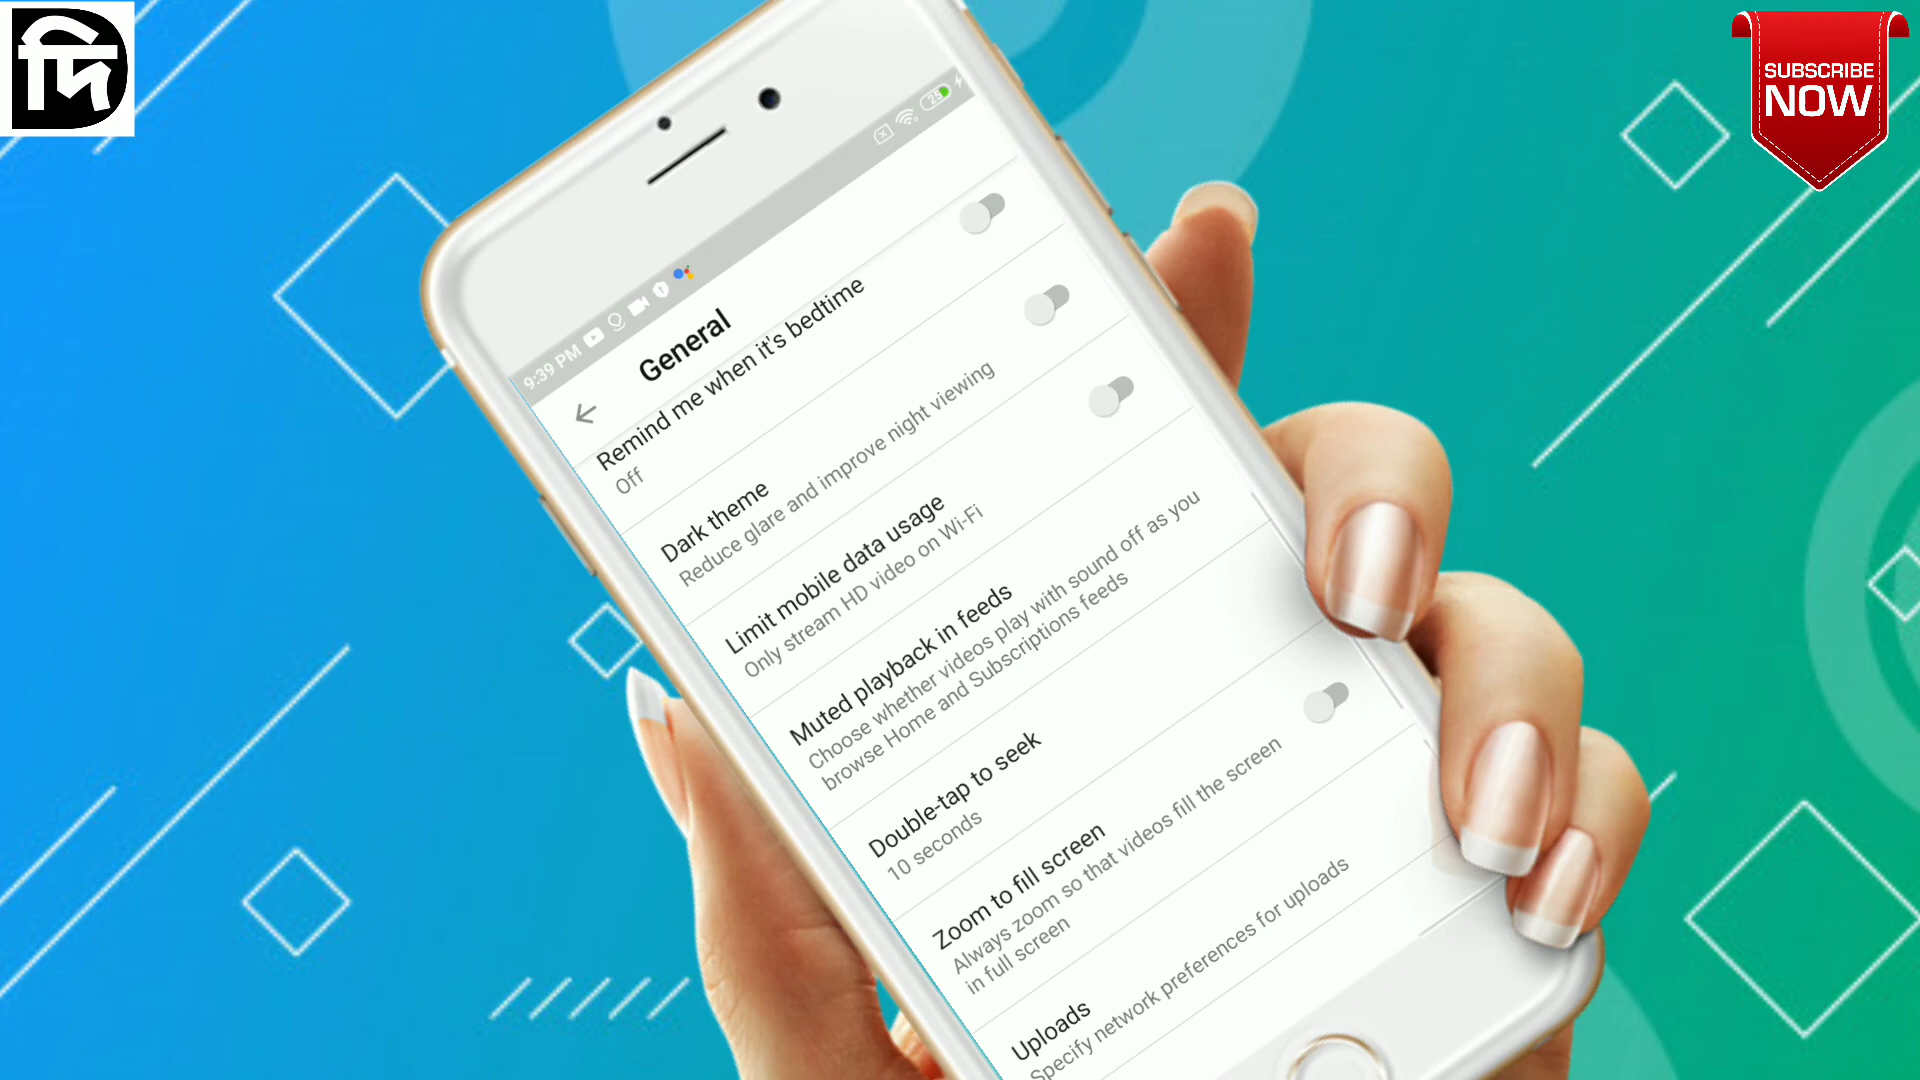 দি
SUBSCRIBE
NOW
9:39 PM
25
General
Remind me when it's bedtime
Off
Dark theme
Reduce glare and improve night viewing
Limit mobile data usage
Only stream HD video on Wi-Fi
Muted playback in feeds
Choose whether videos play with sound off as you
browse Home and Subscriptions feeds
Double-tap to seek
10 seconds
Zoom to fill screen
Always zoom so that videos fill the screen
in full screen
Uploads
Specify network preferences for uploads